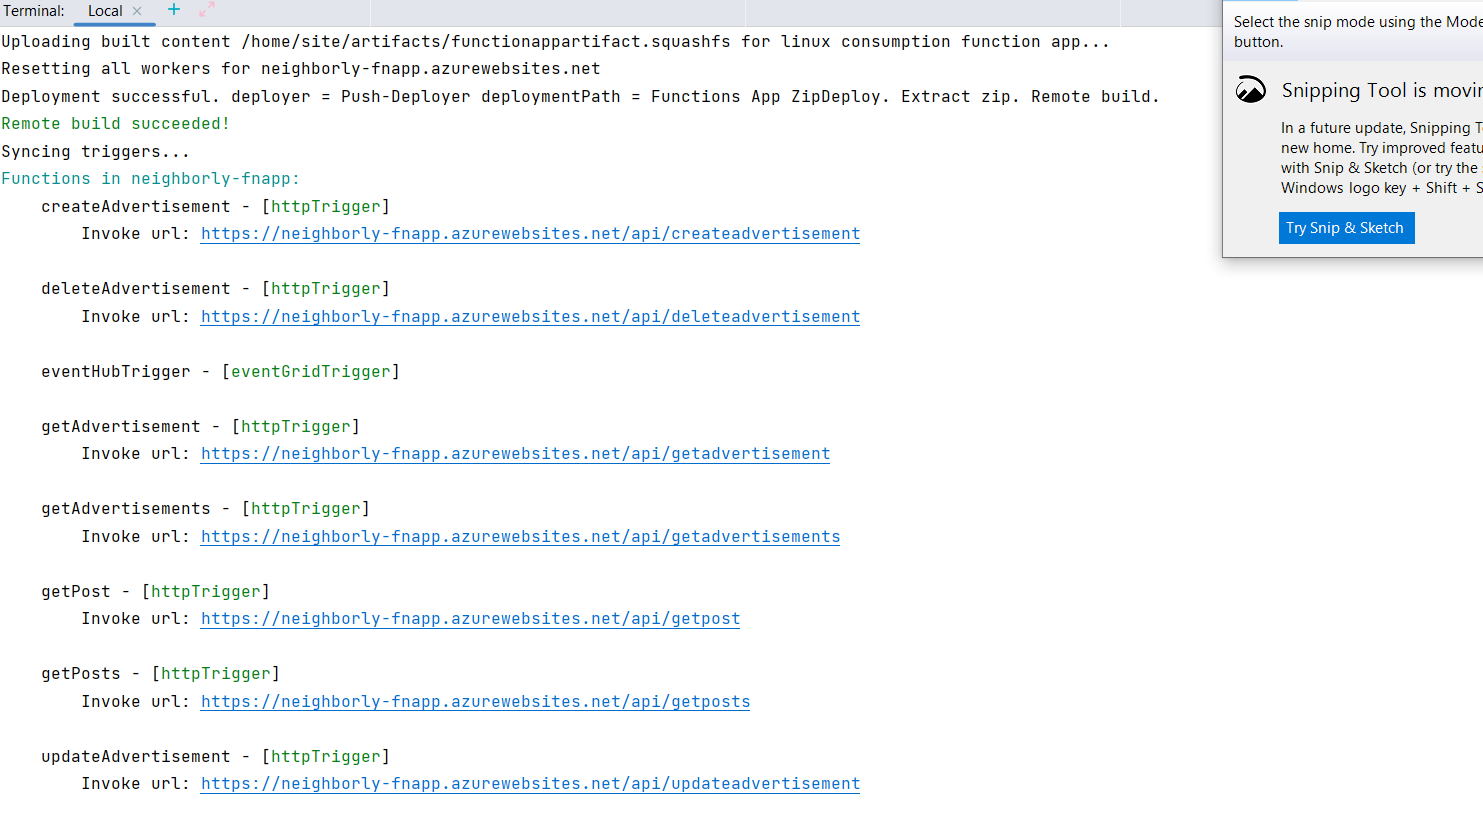 Terminal: Local × +
Uploading built content /home/site/artifacts/functionappartifact.squashfs for linux consumption function app...
Resetting all workers for neighborly-fnapp.azurewebsites.net
Deployment successful. deployer = Push-Deployer deploymentPath = Functions App ZipDeploy. Extract zip. Remote build.
Remote build succeeded!
Syncing triggers...
Functions in neighborly-fnapp:
createAdvertisement - [httpTrigger]
Invoke url: https://neighborly-fnapp.azurewebsites.net/api/createadvertisement
deleteAdvertisement - [httpTrigger]
Invoke url: https://neighborly-fnapp.azurewebsites.net/api/deleteadvertisement
eventHubTrigger - [eventGridTrigger]
getAdvertisement - [httpTrigger]
Invoke url: https://neighborly-fnapp.azurewebsites.net/api/getadvertisement
getAdvertisements - [httpTrigger]
Invoke url: https://neighborly-fnapp.azurewebsites.net/api/getadvertisements
getPost - [httpTrigger]
Invoke url: https://neighborly-fnapp.azurewebsites.net/api/getpost
getPosts - [httpTrigger]
Invoke url: https://neighborly-fnapp.azurewebsites.net/api/getposts
updateAdvertisement - [httpTrigger]
Invoke url: https://neighborly-fnapp.azurewebsites.net/api/updateadvertisement
Select the snip mode using the Mode
button.
Snipping Tool is
In a future update, Snipping
new home. Try improved
with Snip & Sketch (or try the
Windows logo key + Shift + S
Try Snip & Sketch